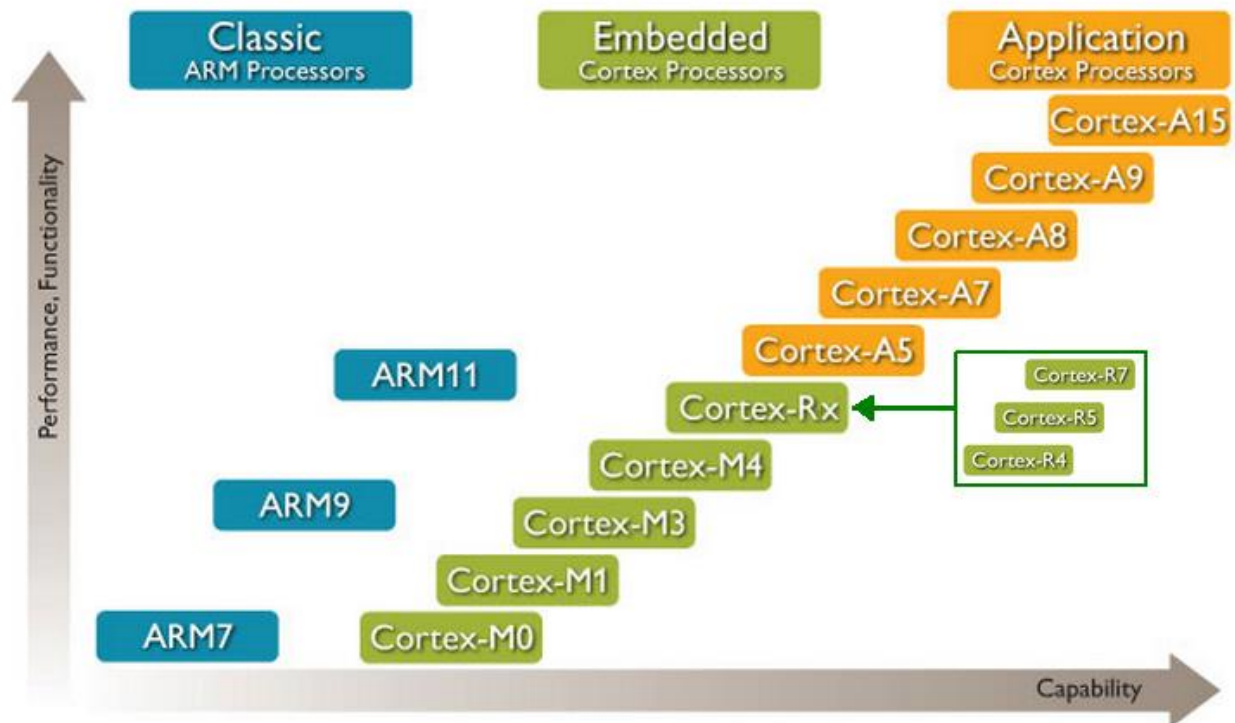 Classic
ARM Processors
Embedded
Cortex Processors
Application
Cortex Processors
Performance, Functionality
Cortex-A15
Cortex-A9
Cortex-A8
Cortex-A7
Cortex-A5
ARM11
Cortex-R7
Cortex-Rx
Cortex-R5
Cortex-M4
Cortex-R4
ARM9
Cortex-M3
Cortex-M1
ARM7
Cortex-M0
Capability